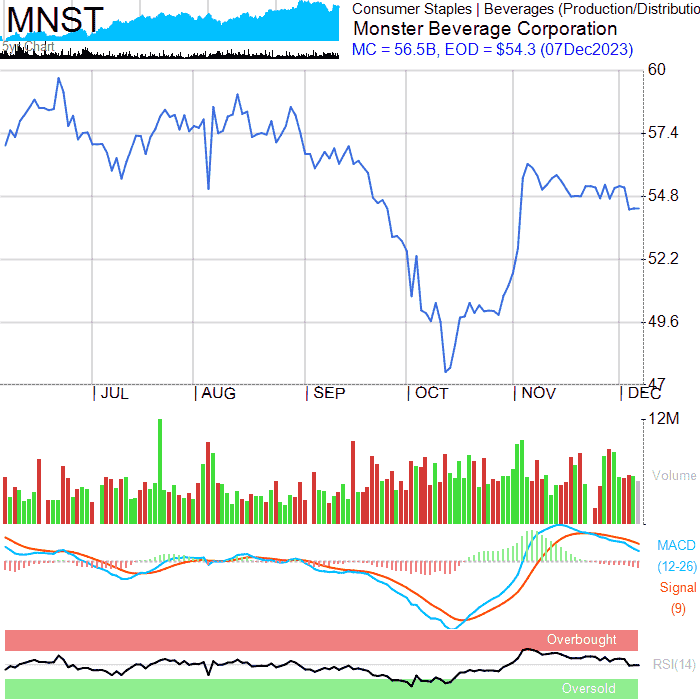 MNST
5yr Chart
Consumer Staples | Beverages (Production/Distributio
Monster Beverage Corporation
MC = 56.5B, EOD = $54.3 (07Dec2023)
60
57.4
54.8
52.2
49.6
47
JUL AUG SEP OCT NOV DEC
12M
Volume
MACD
(12-26)
Signal
(9)
Overbought
RSI(14)
Oversold